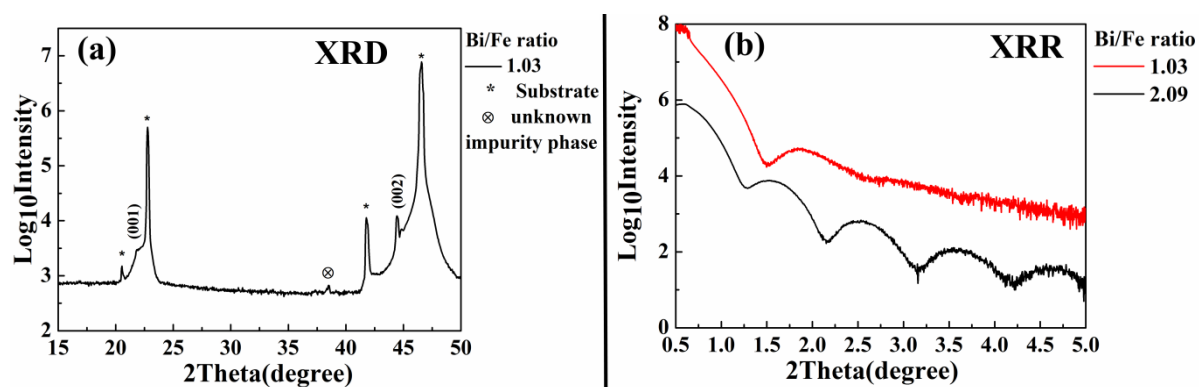 (a)
XRD
Bi/Fe ratio
1.03
* Substrate
⊗ unknown
impurity phase
Log10Intensity
7
6
5
4
3
2
*
(001)
*
⊗
*
(002)
*
15 20 25 30 35 40 45 50
2Theta(degree)
(b)
XRR
Bi/Fe ratio
1.03
2.09
Log10Intensity
8
6
4
2
0
0.5 1.0 1.5 2.0 2.5 3.0 3.5 4.0 4.5 5.0
2Theta(degree)